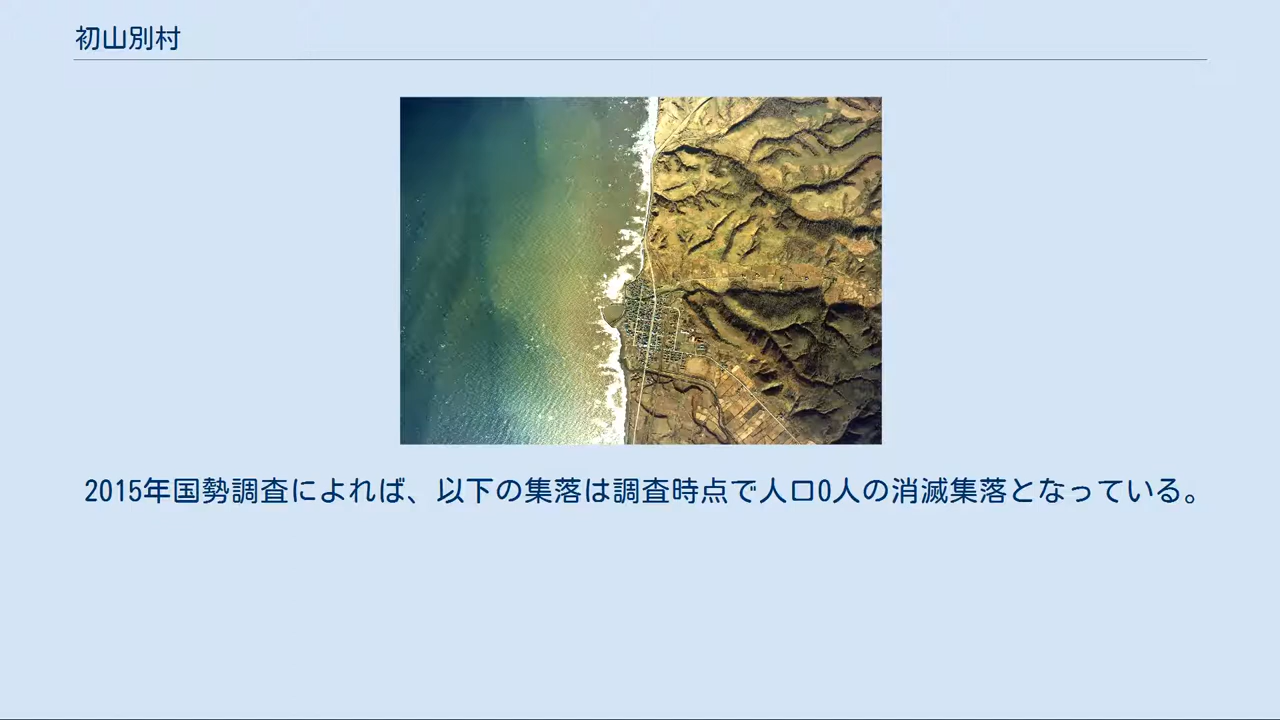 初山別村
2015年国勢調査によれば、以下の集落は調査時点で人口0人の消滅集落となっている。